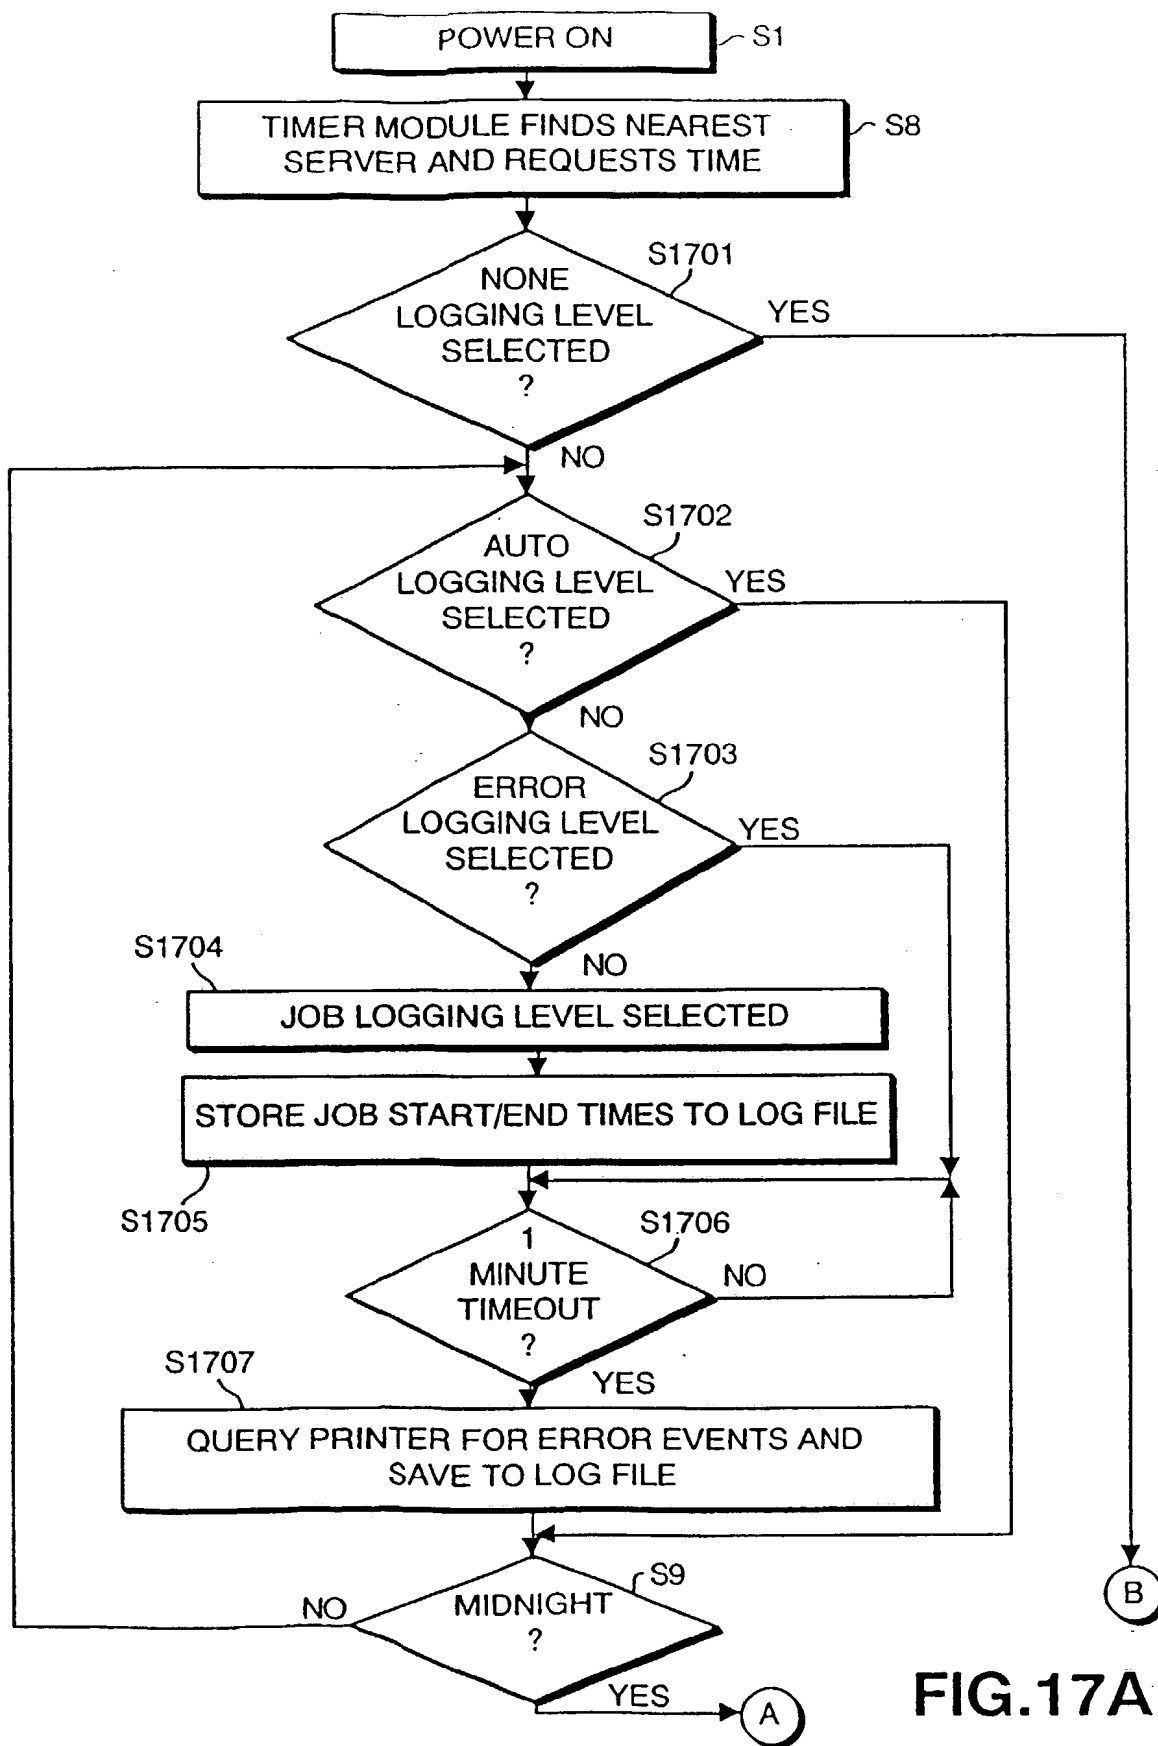 POWER ON
S1
TIMER MODULE FINDS NEAREST
SERVER AND REQUESTS TIME
S8
S1701
NONE
LOGGING LEVEL
SELECTED
?
YES
NO
S1702
AUTO
LOGGING LEVEL
SELECTED
?
YES
NO
S1703
ERROR
LOGGING LEVEL
SELECTED
?
YES
NO
S1704
JOB LOGGING LEVEL SELECTED
STORE JOB START/END TIMES TO LOG FILE
S1705
S1706
1
MINUTE
TIMEOUT
?
NO
YES
S1707
QUERY PRINTER FOR ERROR EVENTS AND
SAVE TO LOG FILE
S9
MIDNIGHT
?
NO
YES
A
B
FIG.17A